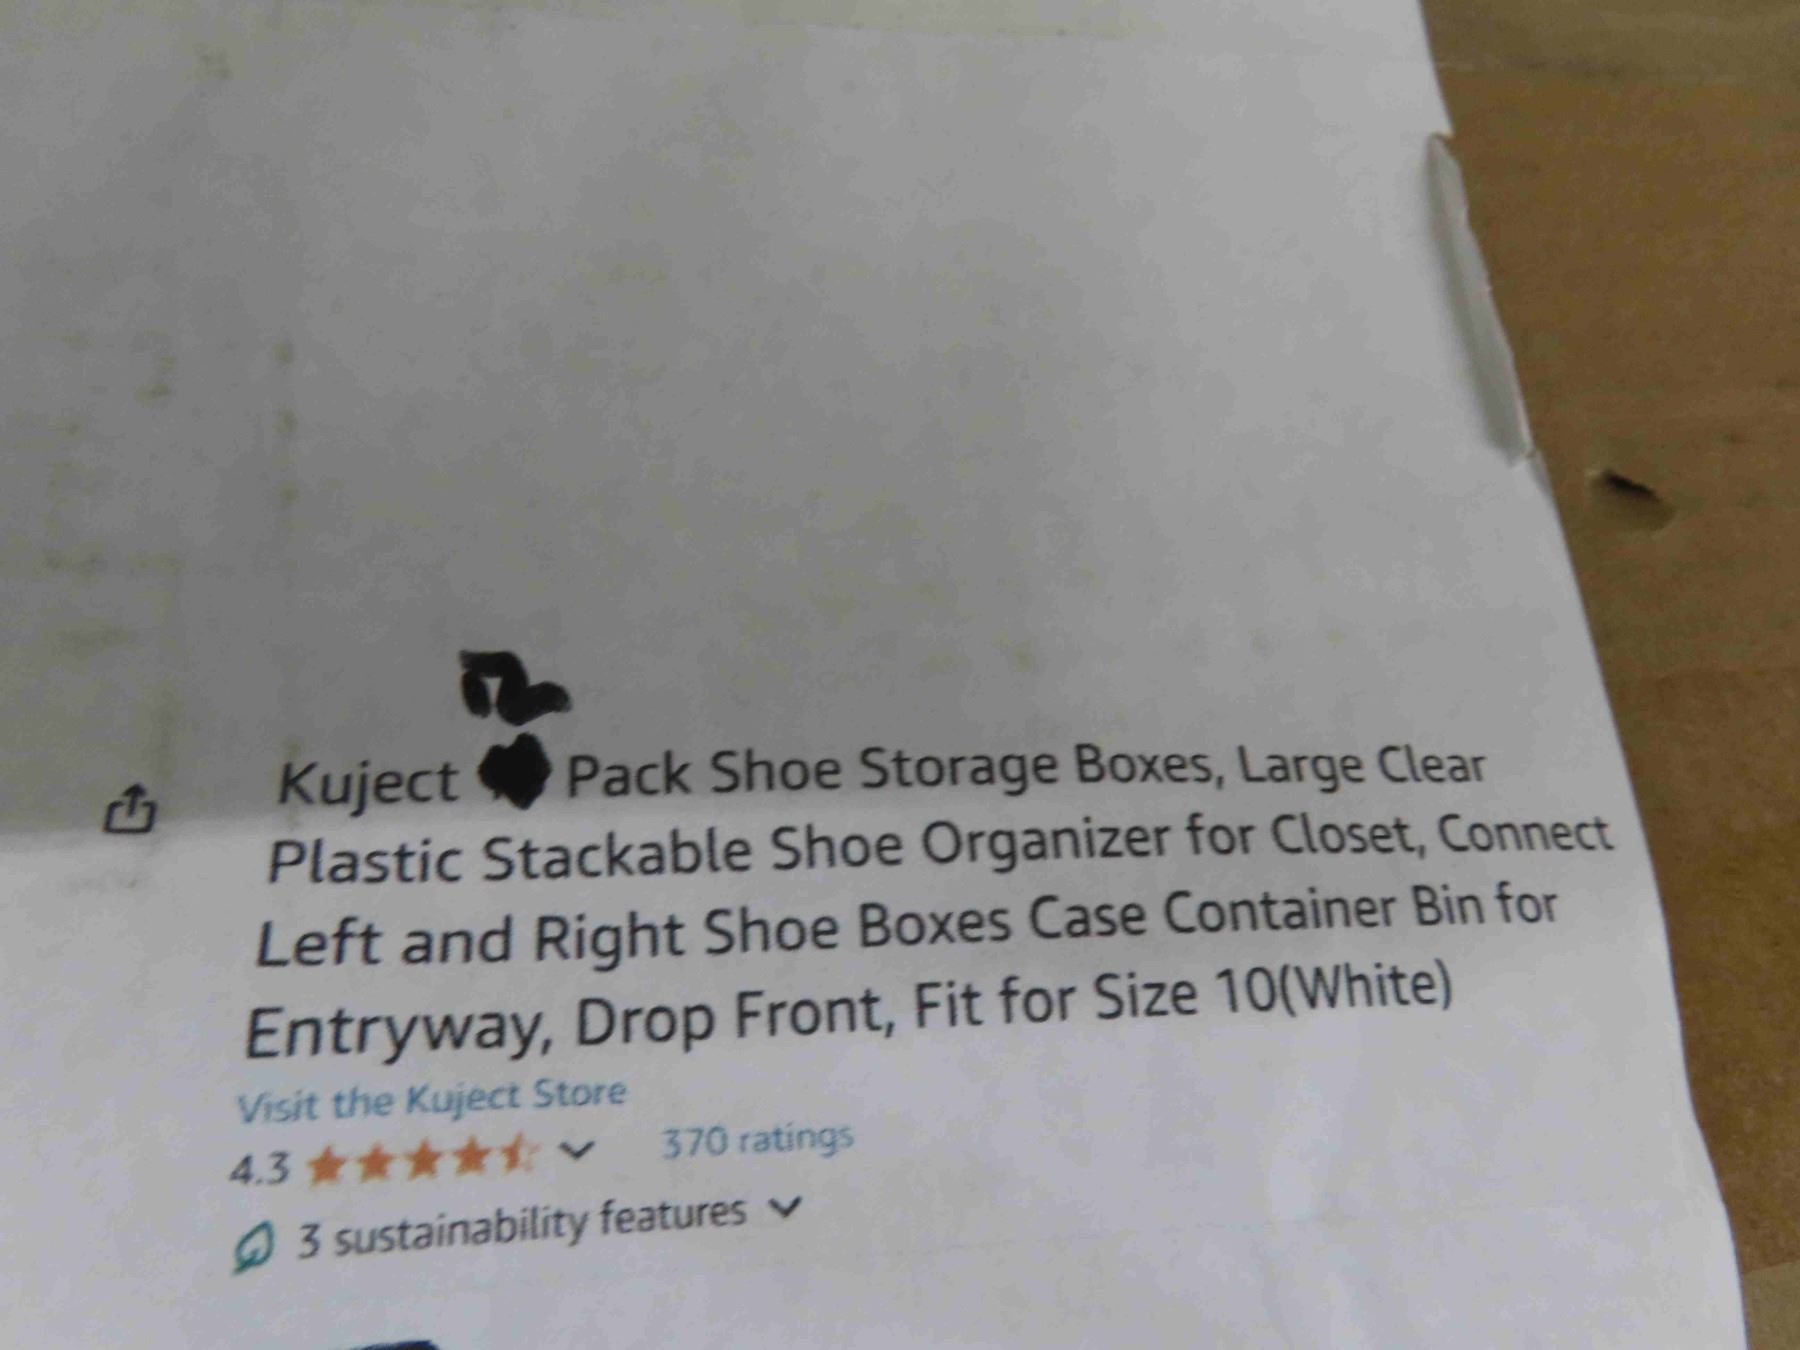 Kuject Pack Shoe Storage Boxes, Large Clear
Plastic Stackable Shoe Organizer for Closet, Connect
Left and Right Shoe Boxes Case Container Bin for
Entryway, Drop Front, Fit for Size 10(White)
Visit the Kuject Store
4.3 370 ratings
3 sustainability features